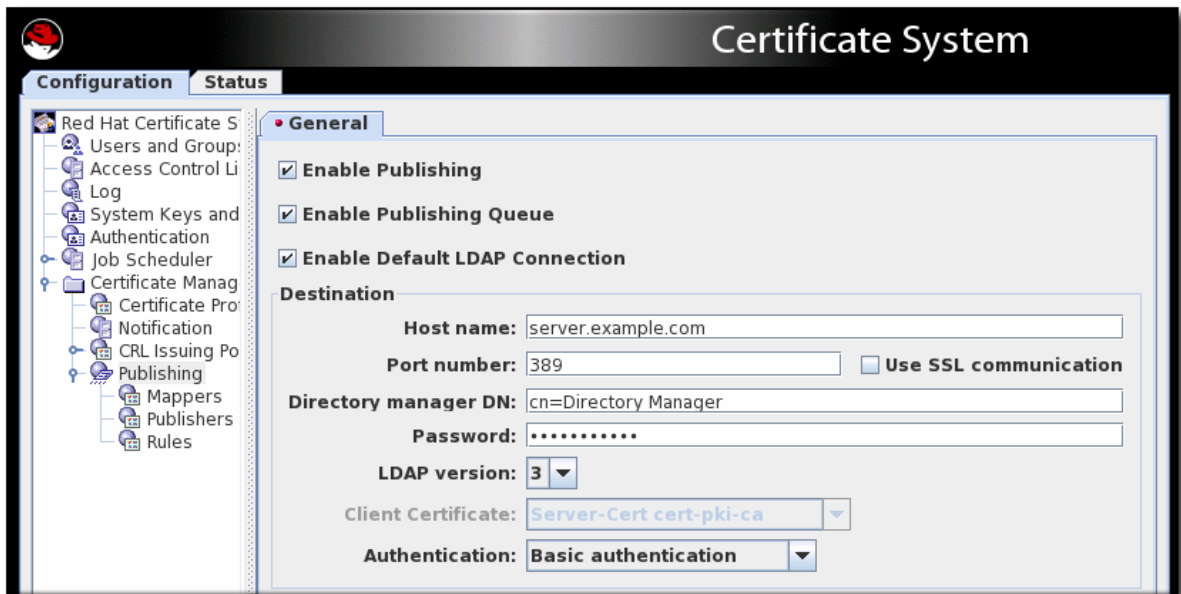 Certificate System
Configuration
Status
Red Hat Certificate S
Users and Group
Access Control Li
Log
System Keys and
Authentication
Job Scheduler
Certificate Manag
Certificate Pro
Notification
CRL Issuing Po
Publishing
Mappers
Publishers
Rules
General
Enable Publishing
Enable Publishing Queue
Enable Default LDAP Connection
Destination
Host name: server.example.com
Port number: 389 Use SSL communication
Directory manager DN: cn=Directory Manager
Password: •••••••••••
LDAP version: 3
Client Certificate: Server-Cert cert-pki-ca
Authentication: Basic authentication